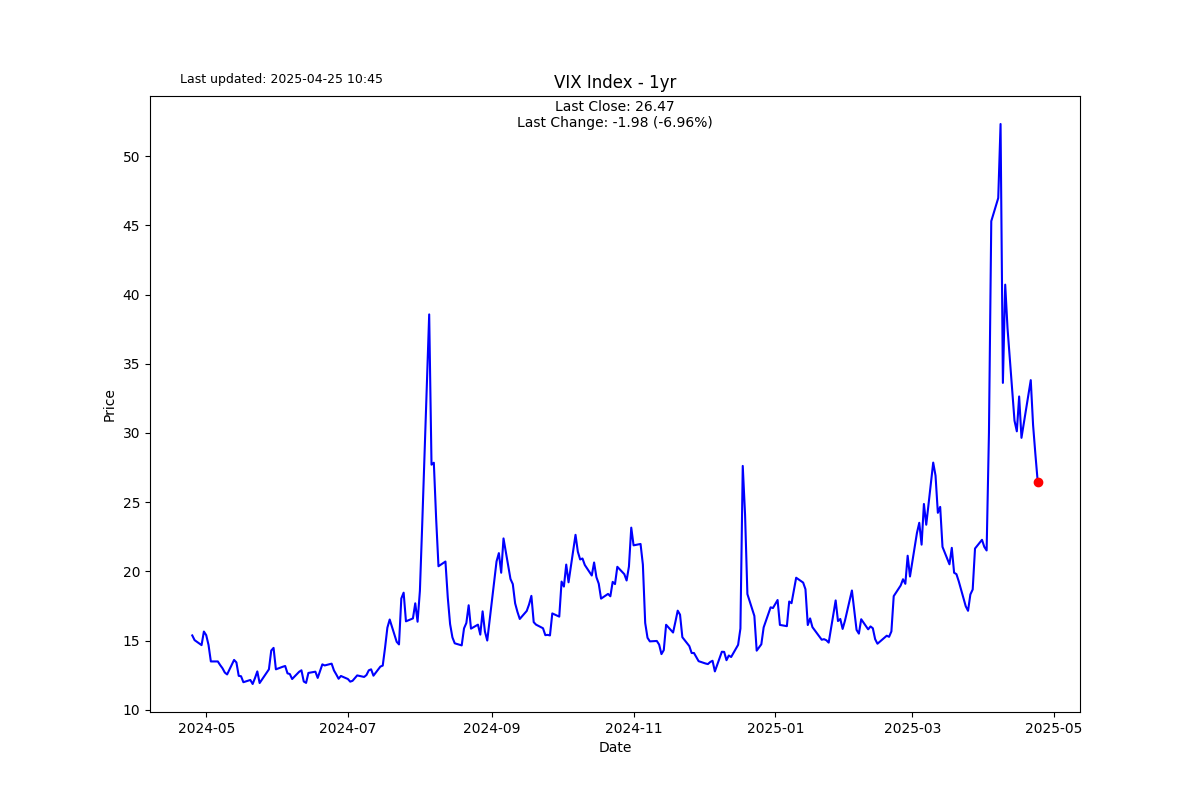 Last updated: 2025-04-25 10:45
VIX Index - 1yr
Last Close: 26.47
Last Change: -1.98 (-6.96%)
50
45
40
35
30
25
20
15
10
Price
2024-05
2024-07
2024-09
2024-11
2025-01
2025-03
2025-05
Date